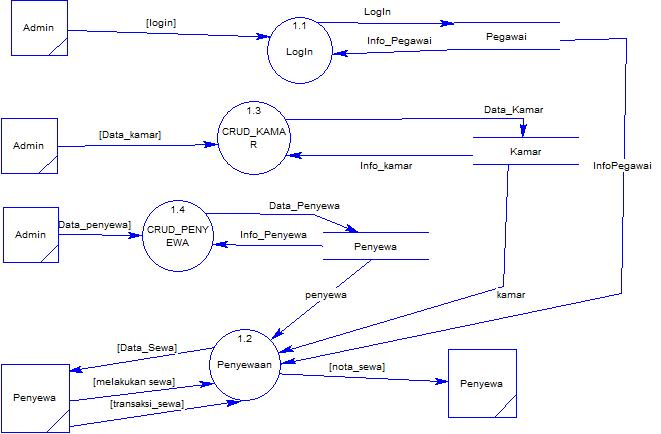 Admin
[login]
1.1
LogIn
LogIn
Info_Pegawai
Pegawai
Admin
[Data_kamar]
1.3
CRUD_KAMA
R
Data_Kamar
Info_kamar
Kamar
InfoPegawai
Admin
Data_penyewa]
1.4
CRUD_PENY
EWA
Data_Penyewa
Info_Penyewa
Penyewa
penyewa
kamar
1.2
Penyewaan
[Data_Sewa]
[melakukan sewa]
[transaksi_sewa]
Penyewa
[nota_sewa]
Penyewa